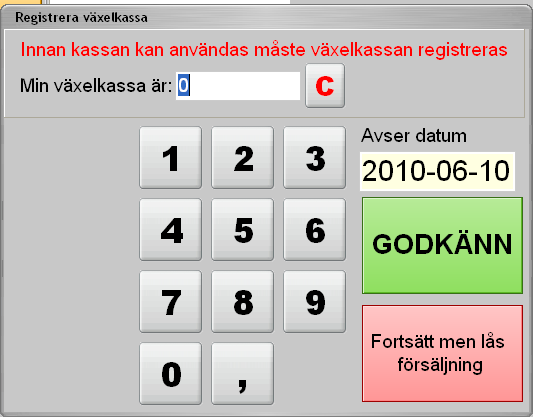 Registrera växelkassa
Innan kassan kan användas måste växelkassan registreras
Min växelkassa är: 0 C
Avser datum
2010-06-10
1 2 3
4 5 6
7 8 9
0 ,
GODKÄNN
Fortsätt men lås
försäljning